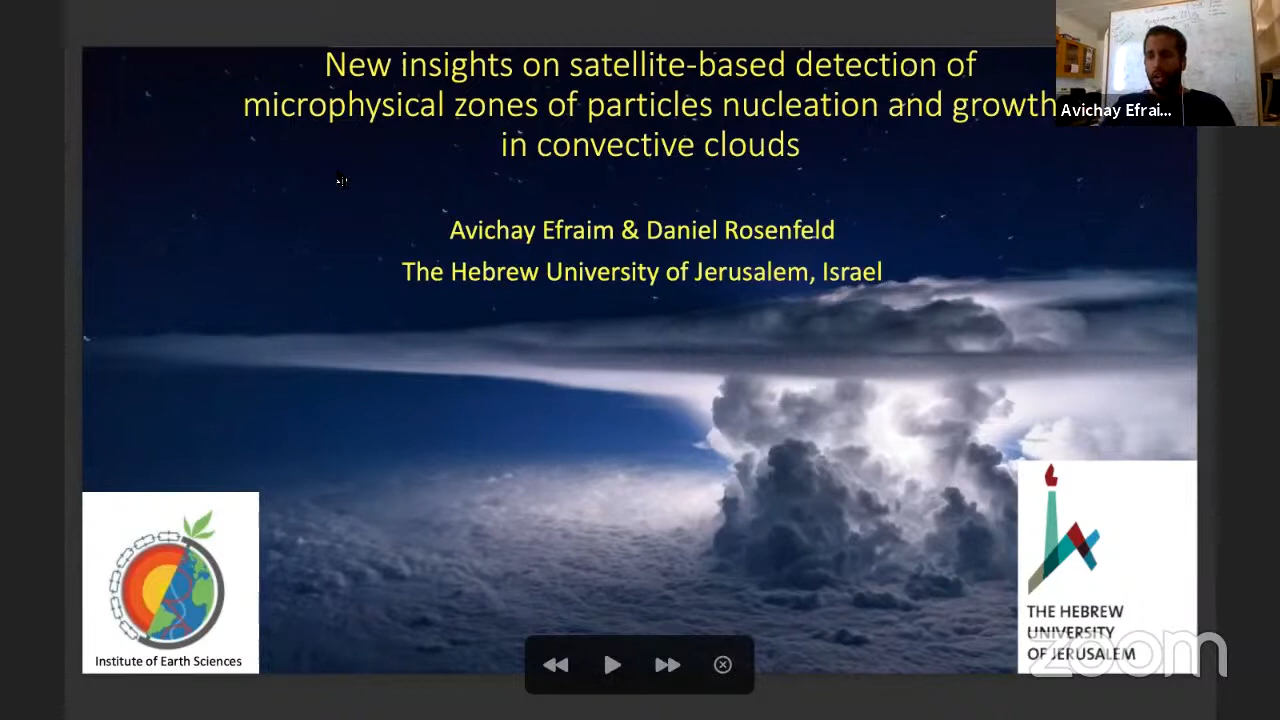 New insights on satellite-based detection of
microphysical zones of particles nucleation and growth
in convective clouds
Avichay Efrai...
Avichay Efraim & Daniel Rosenfeld
The Hebrew University of Jerusalem, Israel
Institute of Earth Sciences
THE HEBREW
UNIVERSITY
OF JERUSALEM
zoom